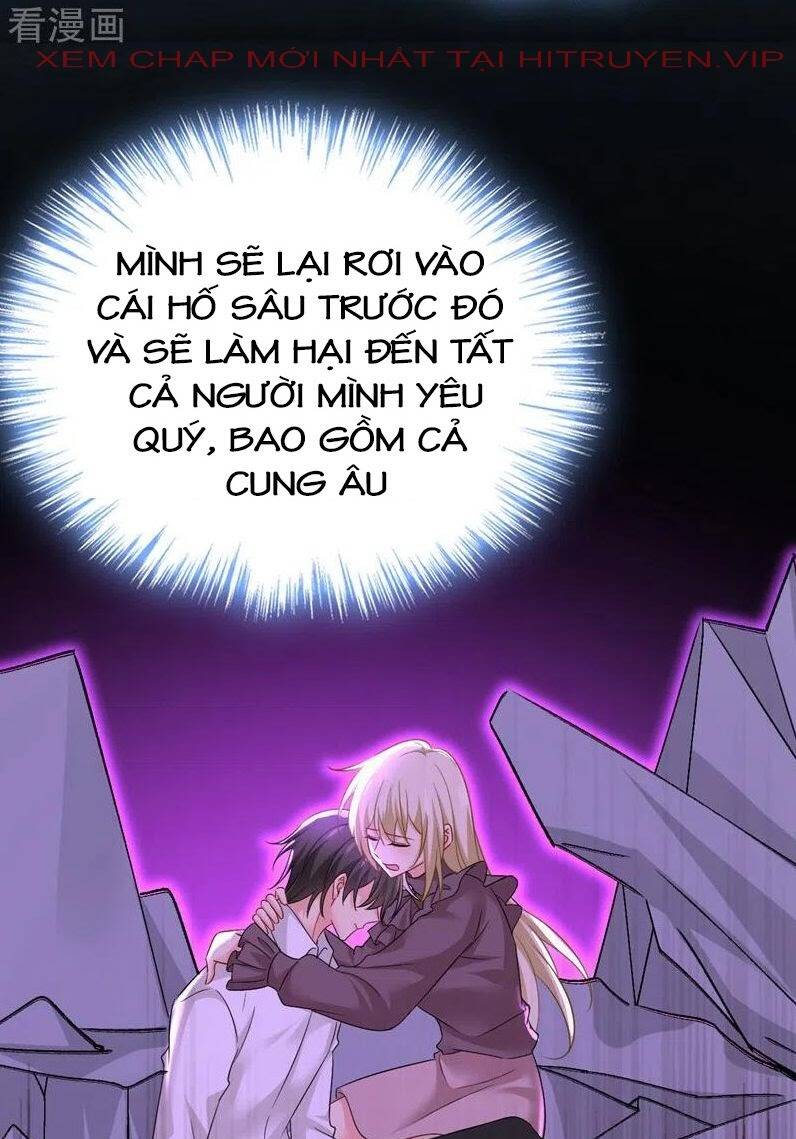 看漫画
XEM CHAP MỚI NHẤT TẠI HITRUYEN.VIP
MÌNH SẼ LẠI RƠI VÀO
CÁI HỐ SÂU TRƯỚC ĐÓ
VÀ SẼ LÀM HẠI ĐẾN TẤT
CẢ NGƯỜI MÌNH YÊU
QUÝ, BAO GỒM CẢ
CUNG ÂU